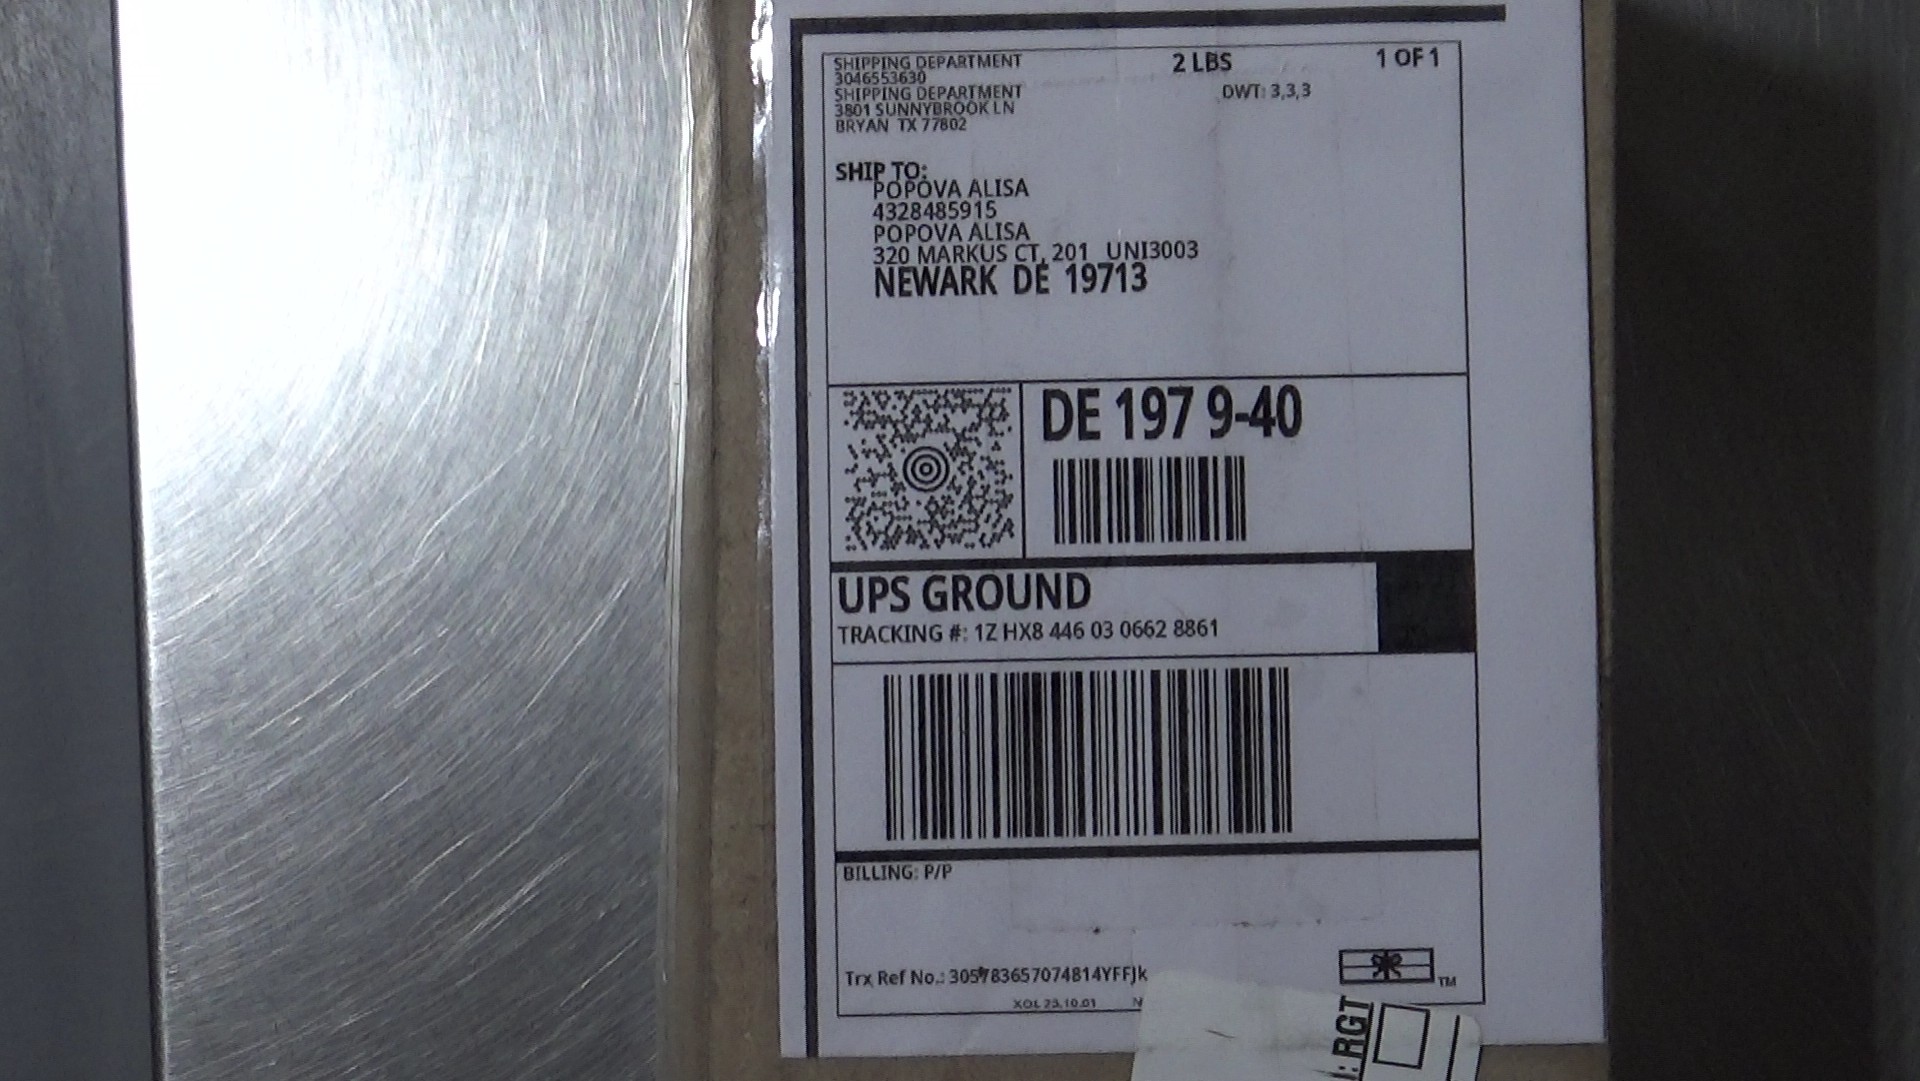 SHIPPING DEPARTMENT
3046553630
SHIPPING DEPARTMENT
3801 SUNNYBROOK LN
BRYAN TX 77802
2 LBS
1 OF 1
DWT: 3,3,3
SHIP TO:
POPOVA ALISA
4328485915
POPOVA ALISA
320 MARKUS CT, 201 UNI3003
NEWARK DE 19713
DE 197 9-40
UPS GROUND
TRACKING #: 1Z HX8 446 03 0662 8861
BILLING: P/P
Trx Ref No.: 305783657074814YFFJk
TM
XOL 25.10.01
RGT